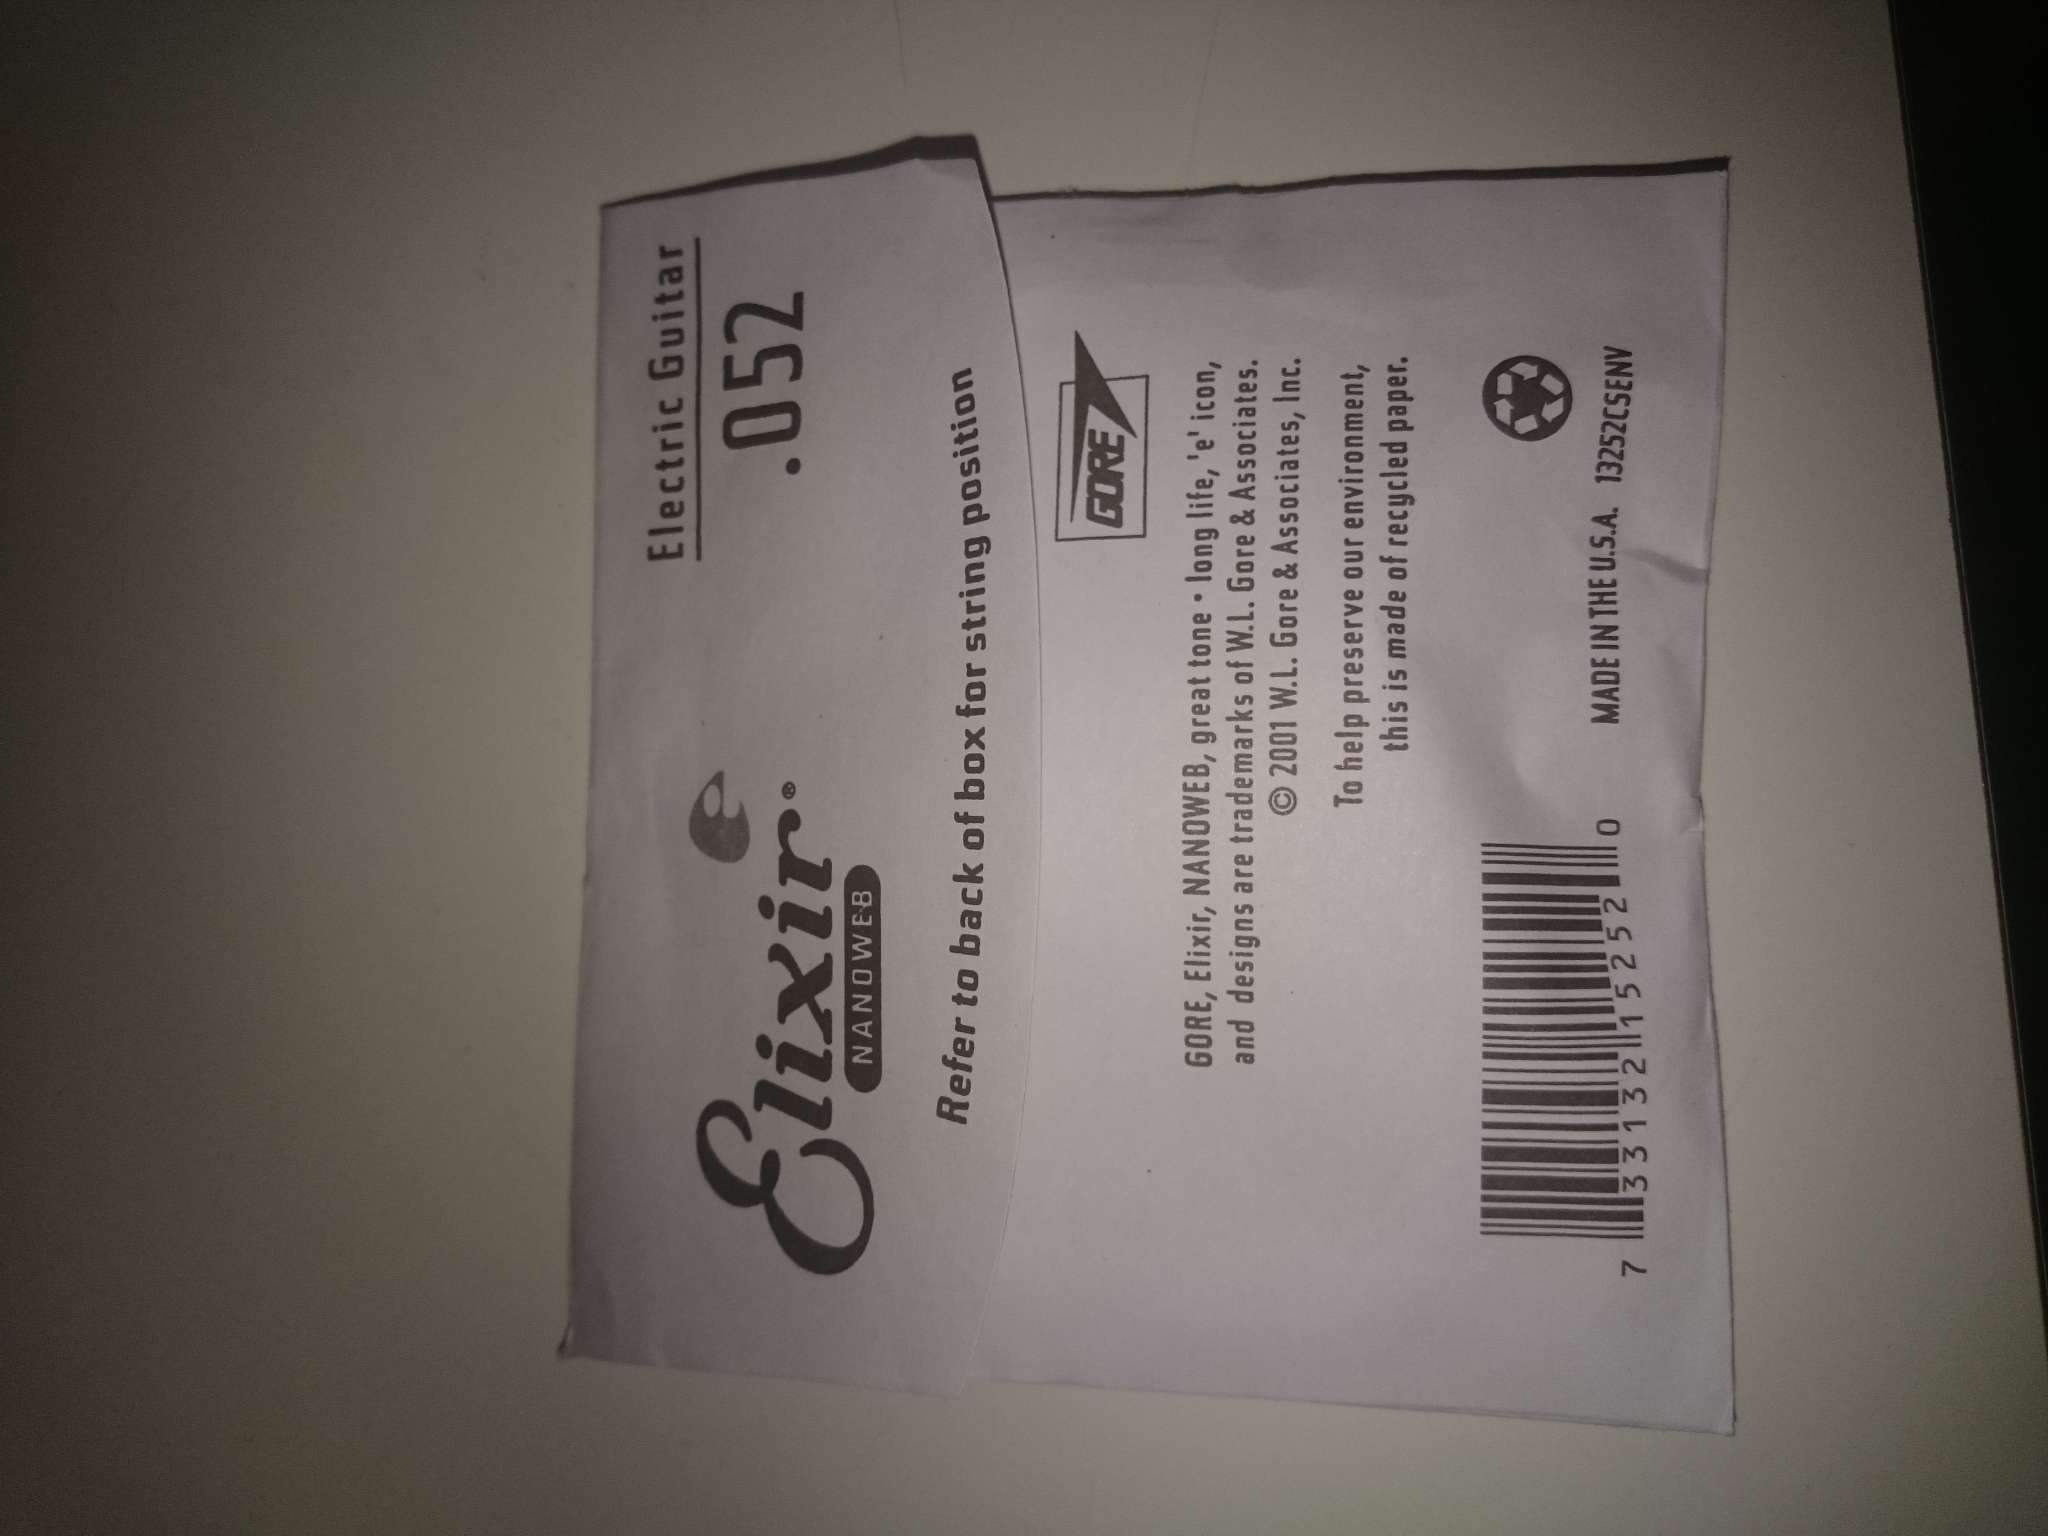 Electric Guitar
.052
e
Elixir®
NANOWEB
Refer to back of box for string position
GORE
GORE, Elixir, NANOWEB, great tone • long life, 'e' icon,
and designs are trademarks of W.L. Gore & Associates.
© 2001 W.L. Gore & Associates, Inc.
To help preserve our environment,
this is made of recycled paper.
7 33132 15252 0
MADE IN THE U.S.A. 13252CSENV